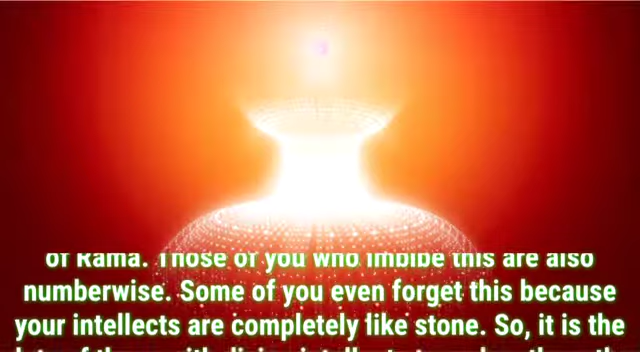 of Rama. Those of you who imbibe this are also
numberwise. Some of you even forget this because
your intellects are completely like stone. So, it is the